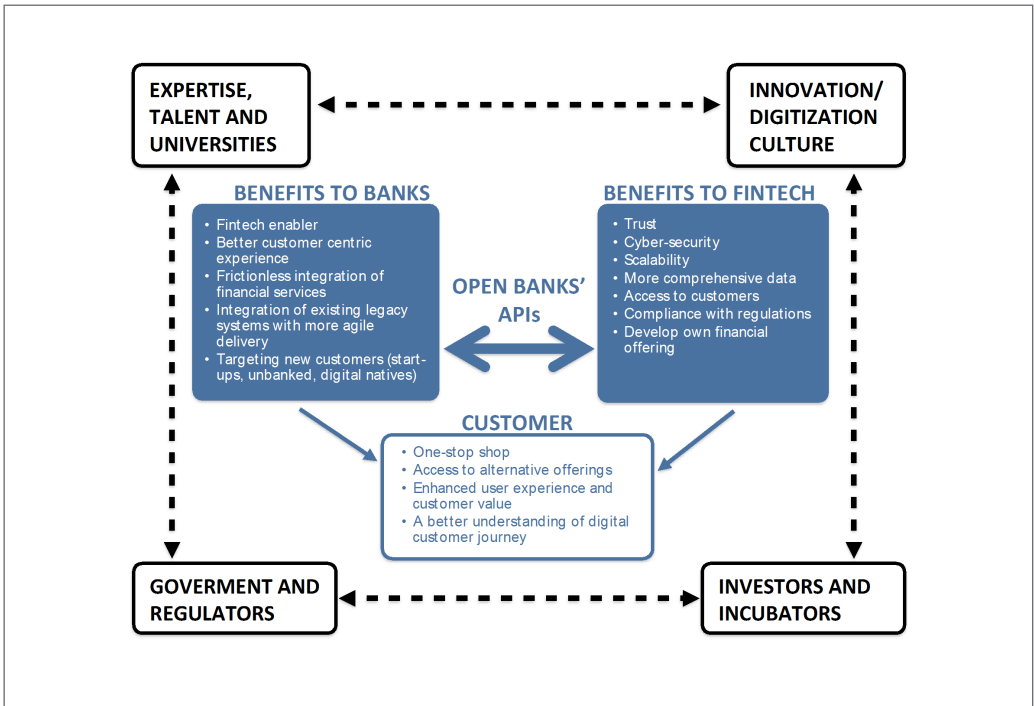 EXPERTISE,
TALENT AND
UNIVERSITIES
INNOVATION/
DIGITIZATION
CULTURE
BENEFITS TO BANKS
• Fintech enabler
• Better customer centric
experience
• Frictionless integration of
financial services
• Integration of existing legacy
systems with more agile
delivery
• Targeting new customers (start-
ups, unbanked, digital natives)
OPEN BANKS’
APIs
BENEFITS TO FINTECH
• Trust
• Cyber-security
• Scalability
• More comprehensive data
• Access to customers
• Compliance with regulations
• Develop own financial
offering
CUSTOMER
• One-stop shop
• Access to alternative offerings
• Enhanced user experience and
customer value
• A better understanding of digital
customer journey
GOVERMENT AND
REGULATORS
INVESTORS AND
INCUBATORS